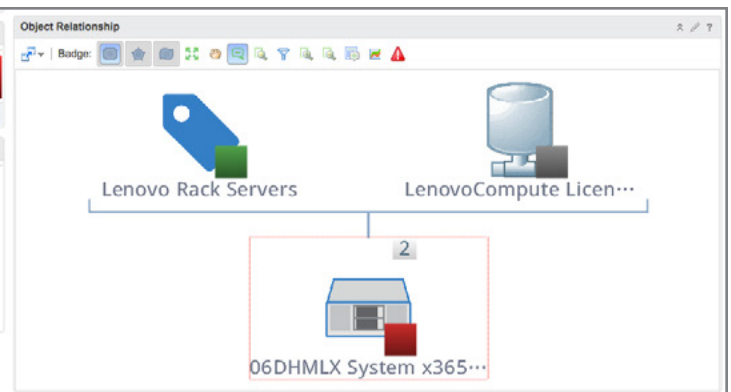 Object Relationship
?
Badge:
Lenovo Rack Servers
LenovoCompute Licen···
2
06DHMLX System x365···